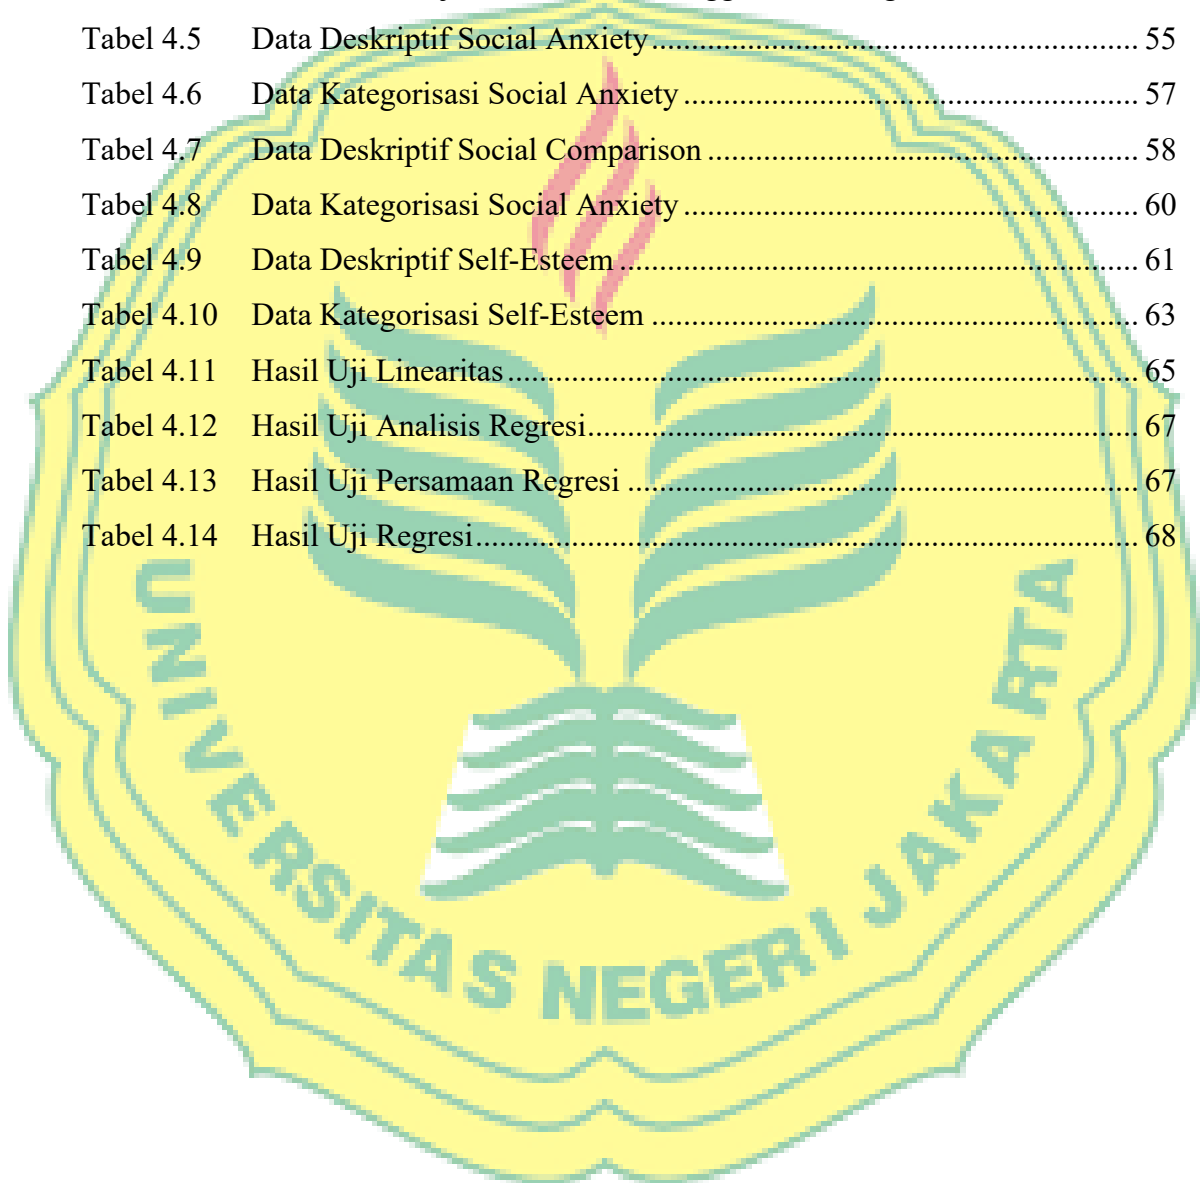 Tabel 4.5 Data Deskriptif Social Anxiety 55
Tabel 4.6 Data Kategorisasi Social Anxiety 57
Tabel 4.7 Data Deskriptif Social Comparison 58
Tabel 4.8 Data Kategorisasi Social Anxiety 60
Tabel 4.9 Data Deskriptif Self-Esteem 61
Tabel 4.10 Data Kategorisasi Self-Esteem 63
Tabel 4.11 Hasil Uji Linearitas 65
Tabel 4.12 Hasil Uji Analisis Regresi 67
Tabel 4.13 Hasil Uji Persamaan Regresi 67
Tabel 4.14 Hasil Uji Regresi 68
UNIVERSITAS NEGERI JAKARTA